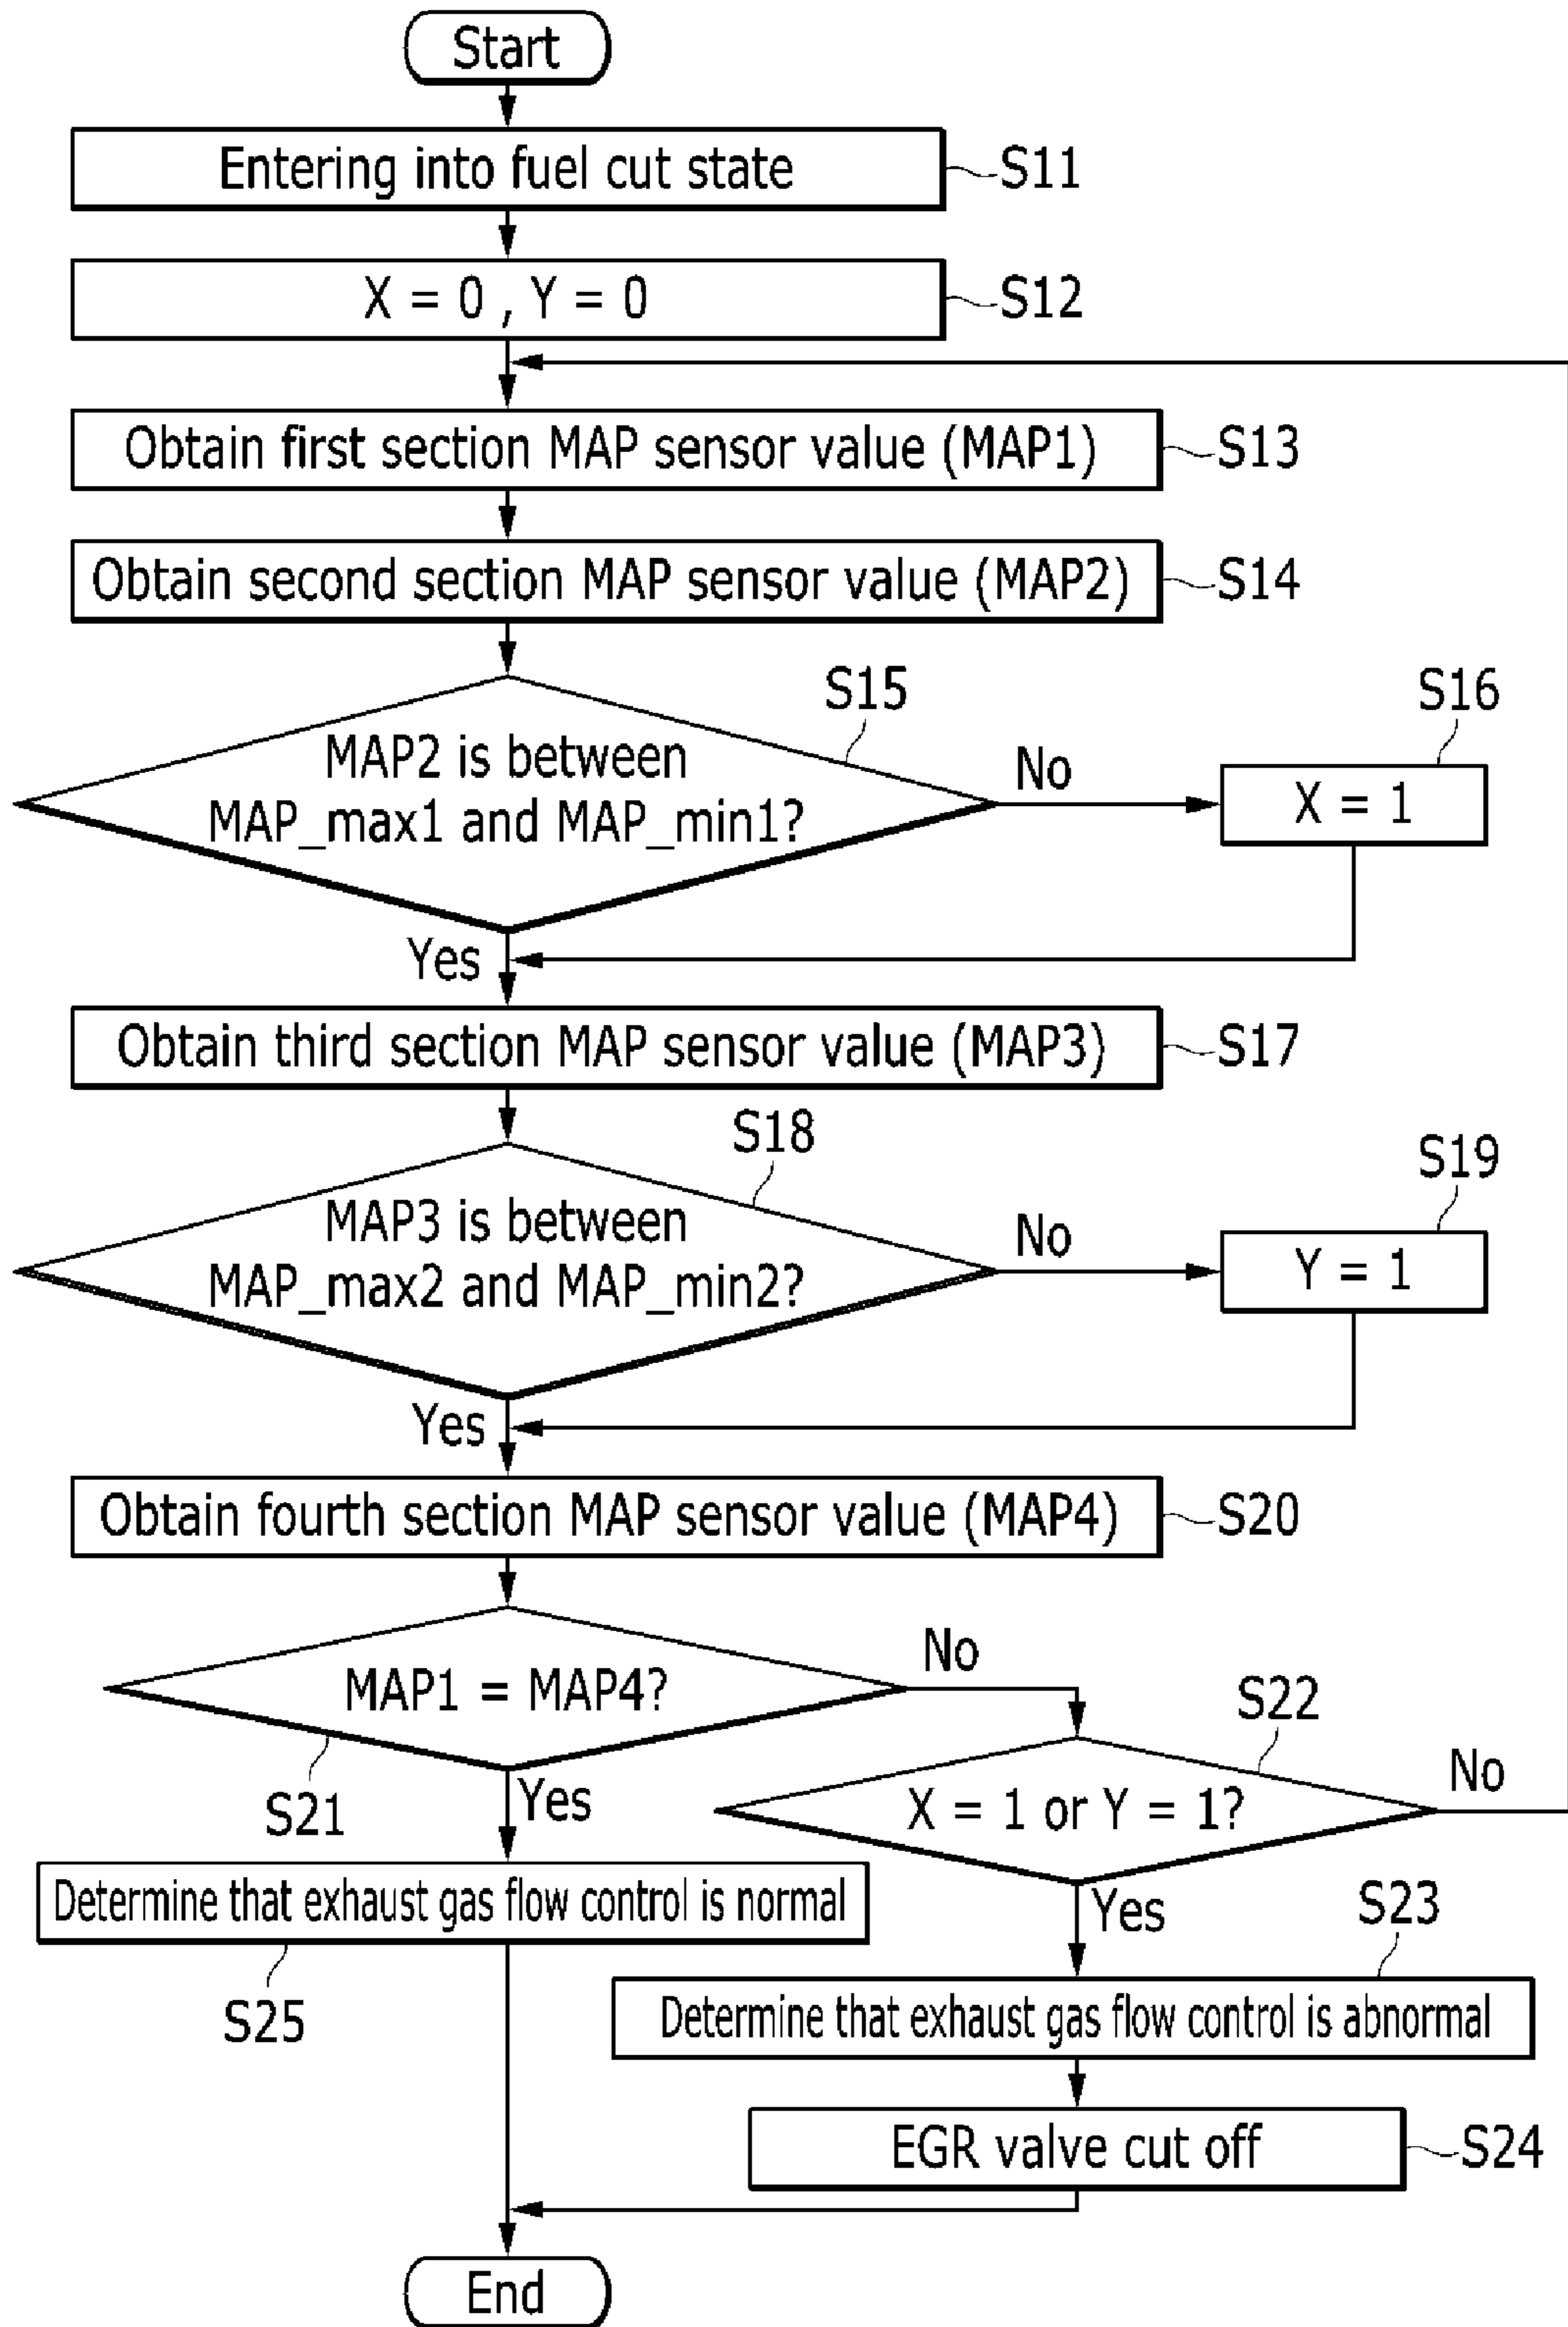 Start
Entering into fuel cut state
S11
X = 0 , Y = 0
S12
Obtain first section MAP sensor value (MAP1)
S13
Obtain second section MAP sensor value (MAP2)
S14
S15
S16
MAP2 is between
MAP_max1 and MAP_min1?
No
X = 1
Yes
Obtain third section MAP sensor value (MAP3)
S17
S18
S19
MAP3 is between
MAP_max2 and MAP_min2?
No
Y = 1
Yes
Obtain fourth section MAP sensor value (MAP4)
S20
MAP1 = MAP4?
No
S22
S21
Yes
X = 1 or Y = 1?
No
Determine that exhaust gas flow control is normal
S25
Yes
S23
Determine that exhaust gas flow control is abnormal
EGR valve cut off
S24
End